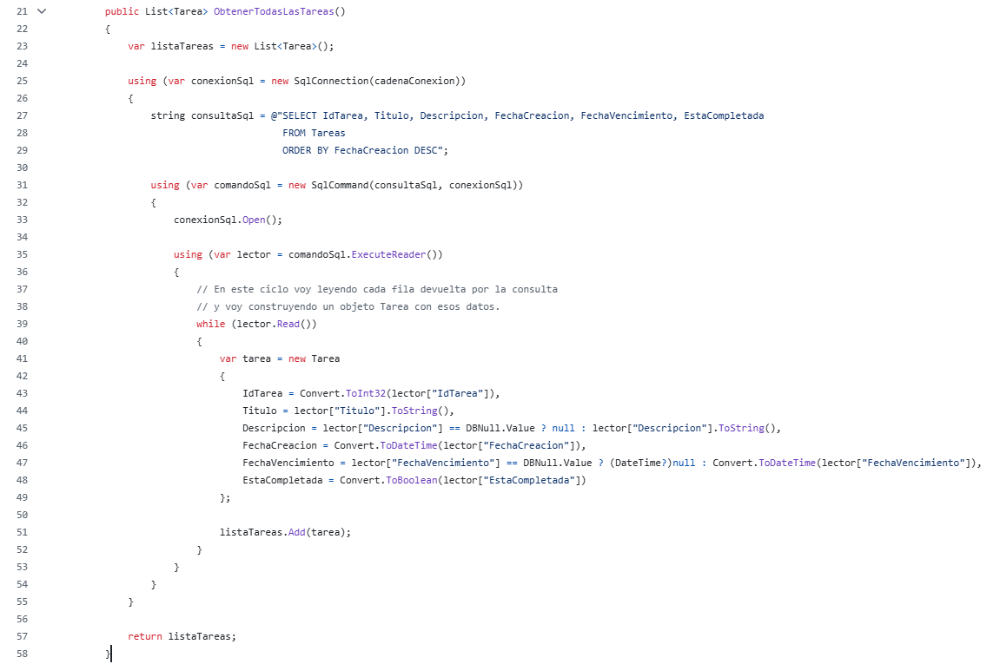 21 public List<Tarea> ObtenerTodasLasTareas()
22 {
23 var listaTareas = new List<Tarea>();
24
25 using (var conexionSql = new SqlConnection(cadenaConexion))
26 {
27 string consultaSql = @"SELECT IdTarea, Titulo, Descripcion, FechaCreacion, FechaVencimiento, EstaCompletada
28 FROM Tareas
29 ORDER BY FechaCreacion DESC";
30
31 using (var comandoSql = new SqlCommand(consultaSql, conexionSql))
32 {
33 conexionSql.Open();
34
35 using (var lector = comandoSql.ExecuteReader())
36 {
37 // En este ciclo voy leyendo cada fila devuelta por la consulta
38 // y voy construyendo un objeto Tarea con esos datos.
39 while (lector.Read())
40 {
41 var tarea = new Tarea
42 {
43 IdTarea = Convert.ToInt32(lector["IdTarea"]),
44 Titulo = lector["Titulo"].ToString(),
45 Descripcion = lector["Descripcion"] == DBNull.Value ? null : lector["Descripcion"].ToString(),
46 FechaCreacion = Convert.ToDateTime(lector["FechaCreacion"]),
47 FechaVencimiento = lector["FechaVencimiento"] == DBNull.Value ? (DateTime?)null : Convert.ToDateTime(lector["FechaVencimiento"]),
48 EstaCompletada = Convert.ToBoolean(lector["EstaCompletada"])
49 };
50
51 listaTareas.Add(tarea);
52 }
53 }
54 }
55 }
56
57 return listaTareas;
58 }